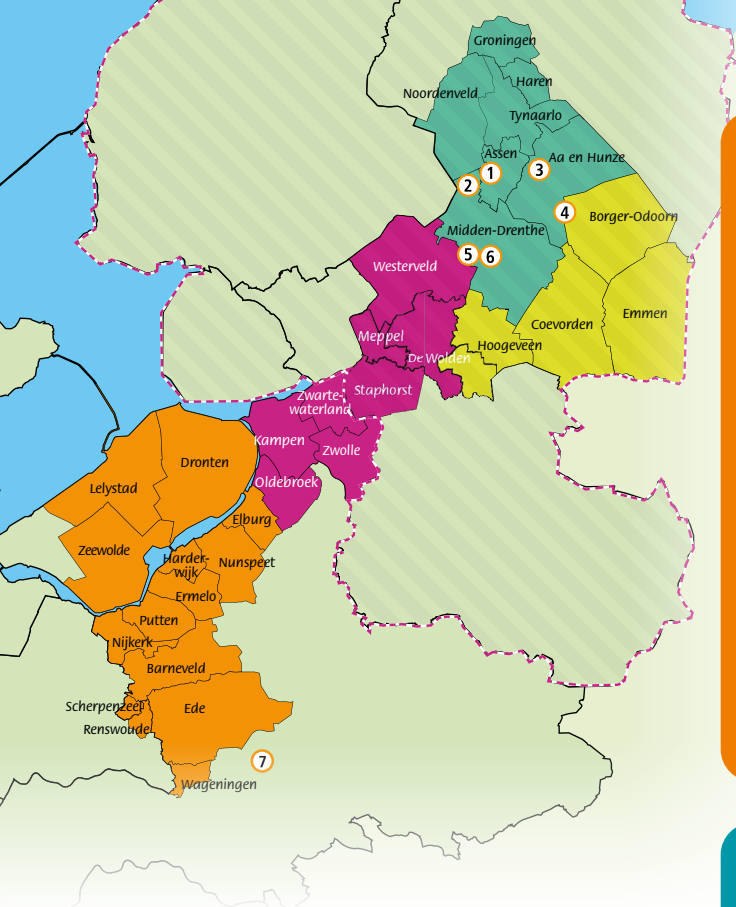 Groningen
Haren
Noordenveld
Tynaarlo
Assen
Aa en Hunze
1
2
3
4
Borger-Odoorn
Midden-Drenthe
5
6
Westerveld
Emmen
Coevorden
Meppel
Hoogeveen
De Wolden
Staphorst
Zwarte-
waterland
Kampen
Zwolle
Dronten
Oldebroek
Lelystad
Elburg
Zeewolde
Harder-
wijk
Nunspeet
Ermelo
Putten
Nijkerk
Barneveld
Scherpenzeel
Ede
Renswoude
7
Wageningen